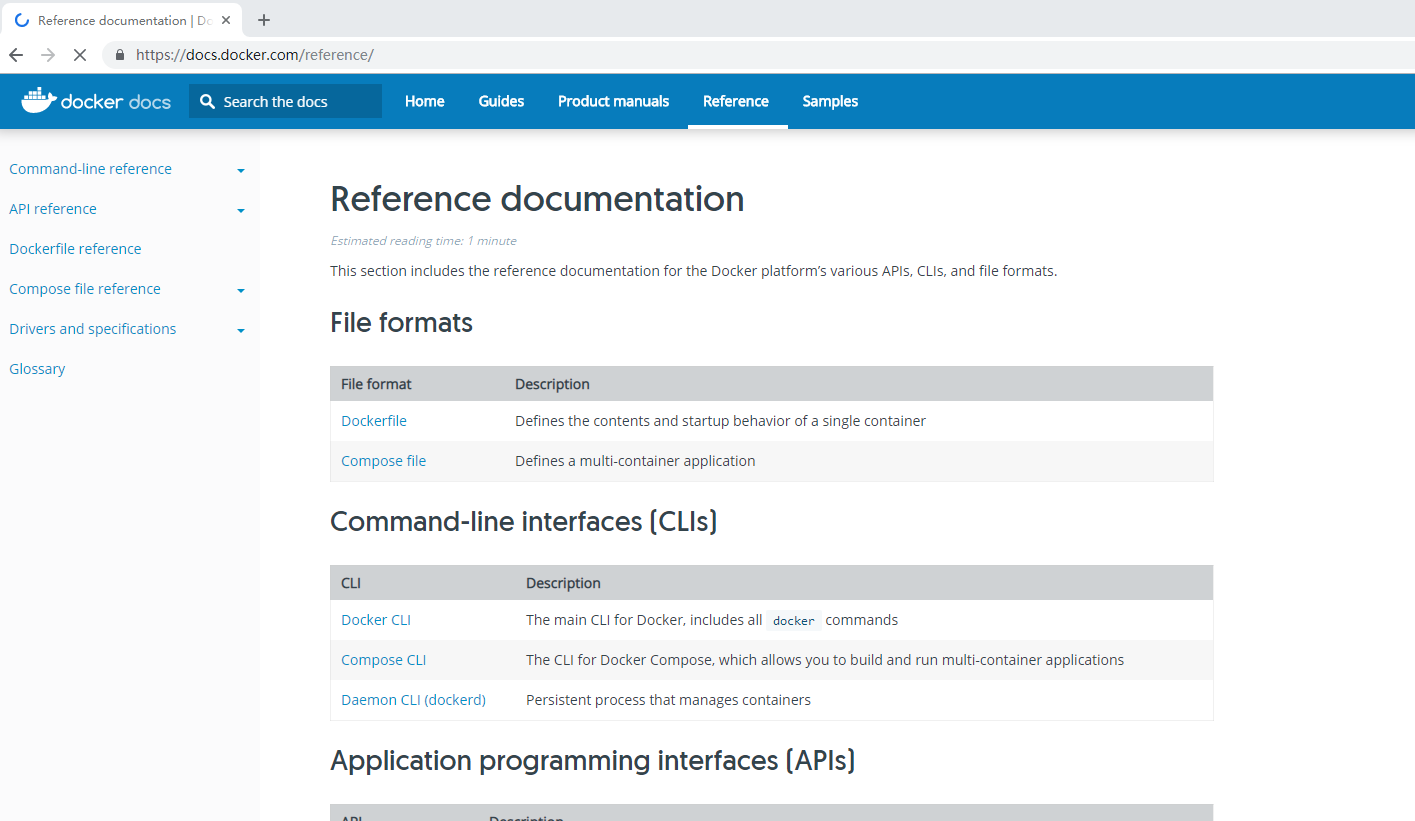 Reference documentation | Do
https://docs.docker.com/reference/
docker docs
Search the docs
Home
Guides
Product manuals
Reference
Samples
Command-line reference
API reference
Dockerfile reference
Compose file reference
Drivers and specifications
Glossary
Reference documentation
Estimated reading time: 1 minute
This section includes the reference documentation for the Docker platform’s various APIs, CLIs, and file formats.
File formats
File format Description
Dockerfile Defines the contents and startup behavior of a single container
Compose file Defines a multi-container application
Command-line interfaces (CLIs)
CLI Description
Docker CLI The main CLI for Docker, includes all docker commands
Compose CLI The CLI for Docker Compose, which allows you to build and run multi-container applications
Daemon CLI (dockerd) Persistent process that manages containers
Application programming interfaces (APIs)
API Description